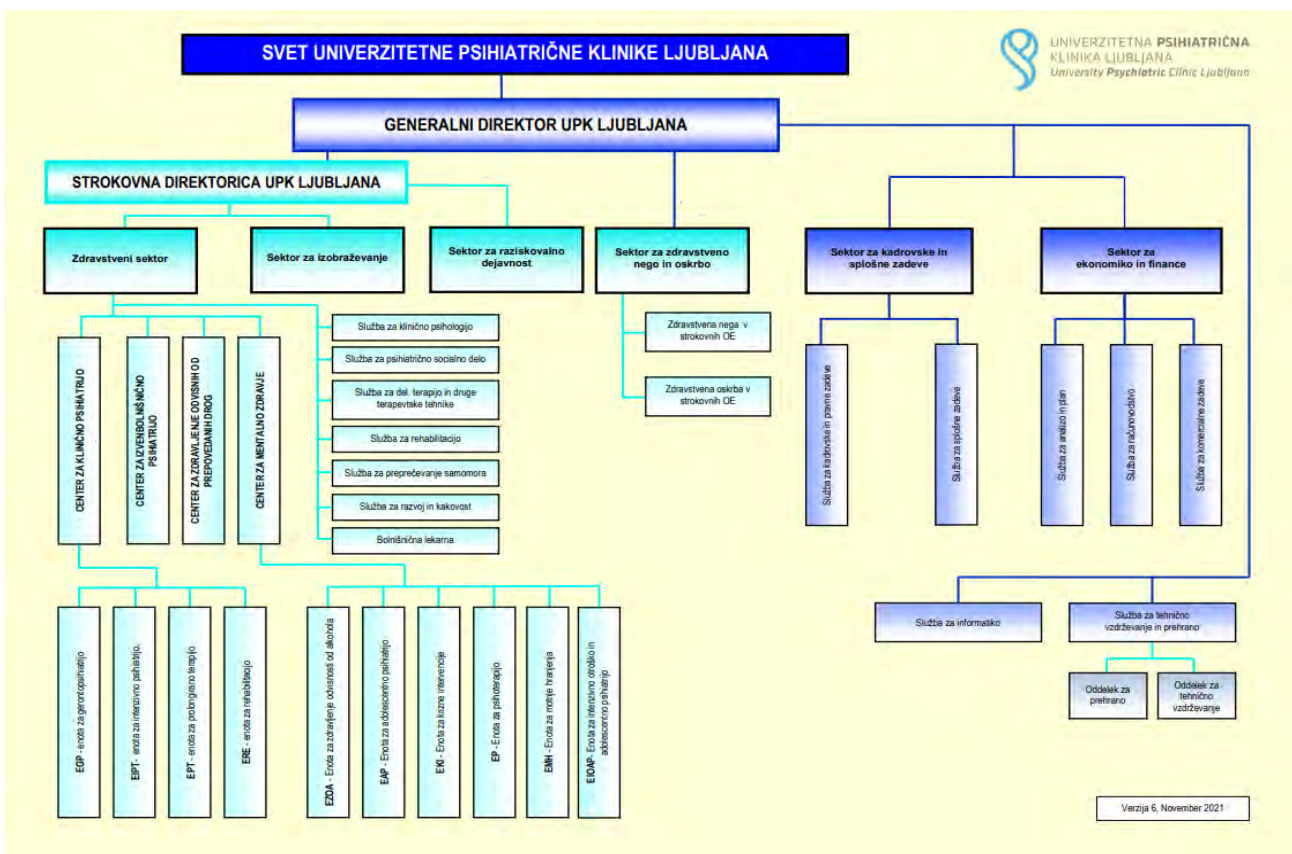 SVET UNIVERZITETNE PSIHIATRIČNE KLINIKE LJUBLJANA
UNIVERZITETNA PSIHIATRIČNA
KLINIKA LJUBLJANA
University Psychiatric Clinic Ljubljana
GENERALNI DIREKTOR UPK LJUBLJANA
STROKOVNA DIREKTORICA UPK LJUBLJANA
Zdravstveni sektor
Sektor za izobraževanje
Sektor za raziskovalno
dejavnost
Sektor za zdravstveno
nego in oskrbo
Sektor za kadrovske in
splošne zadeve
Sektor za
ekonomiko in finance
CENTER ZA KLINIČNO PSIHIATRIJO
CENTER ZA IZVENBOLNIŠNIČNO
PSIHIATRIJO
CENTER ZA ZDRAVLJENJE ODVISNIH OD
PREPOVEDANIH DROG
CENTER ZA MENTALNO ZDRAVJE
Služba za klinično psihologijo
Služba za psihiatrično socialno delo
Služba za del. terapijo in druge
terapevtske tehnike
Služba za rehabilitacijo
Služba za preprečevanje samomora
Služba za razvoj in kakovost
Bolnišnična lekarna
Zdravstvena nega v
strokovnih OE
Zdravstvena oskrba v
strokovnih OE
Služba za kadrovske in pravne zadeve
Služba za splošne zadeve
Služba za analizo in plan
Služba za računovodstvo
Služba za komercialne zadeve
EGP - enota za gerontopsihiatrijo
EIPT - enota za intenzivno psihiatrijo,
EPT - enota za prolongirano terapijo
ERE - enota za rehabilitacijo
EZOA - Enota za zdravljenje odvisnosti od alkohola
EAP - Enota za adolescentno psihiatrijo
EKI - Enota za krizne intervencije
EP - Enota za psihoterapijo
EMH - Enota za motnje hranjenja
EIOAP- Enota za intenzivno otroško in
adolescentno psihiatrijo
Služba za informatiko
Služba za tehnično
vzdrževanje in prehrano
Oddelek za
prehrano
Oddelek za
tehnično
vzdrževanje
Verzija 6, November 2021